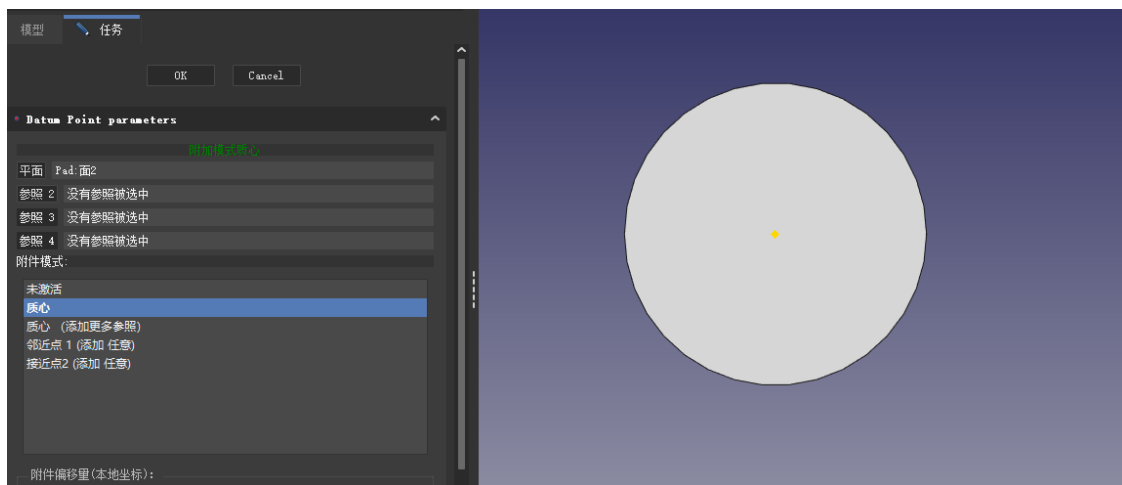 模型 任务
OK Cancel
Datum Point parameters
附加模式质心
平面 Pad:面2
参照 2 没有参照被选中
参照 3 没有参照被选中
参照 4 没有参照被选中
附件模式:
未激活
质心
质心 (添加更多参照)
邻近点 1 (添加 任意)
接近点2 (添加 任意)
附件偏移量(本地坐标):